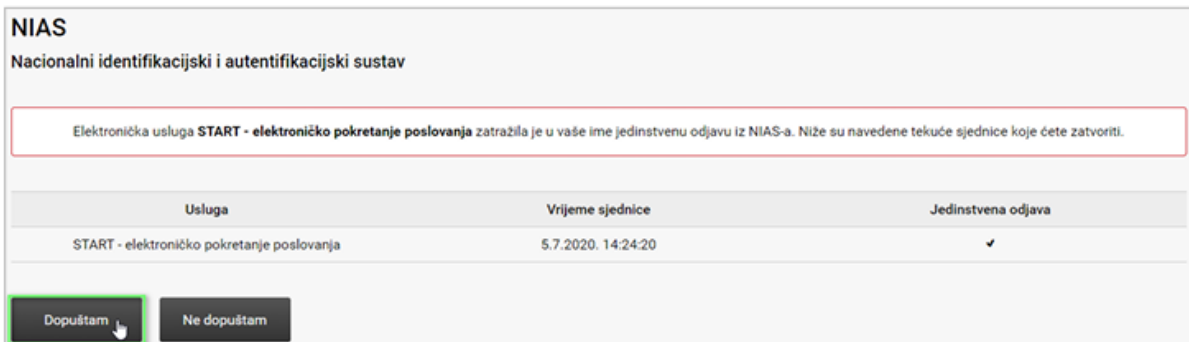 NIAS
Nacionalni identifikacijski i autentifikacijski sustav
Elektronička usluga START - elektroničko pokretanje poslovanja zatražila je u vaše ime jedinstvenu odjavu iz NIAS-a. Niže su navedene tekuće sjednice koje ćete zatvoriti.
Usluga Vrijeme sjednice Jedinstvena odjava
START - elektroničko pokretanje poslovanja 5.7.2020. 14:24:20 ✔
Dopuštam Ne dopuštam